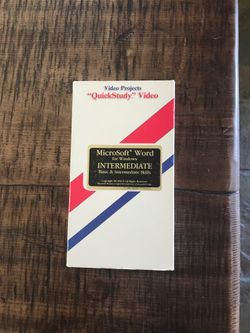 Video Projects
"QuickStudy" Video
MicroSoft® Word
for Windows
INTERMEDIATE
Basic & Intermediate Skills